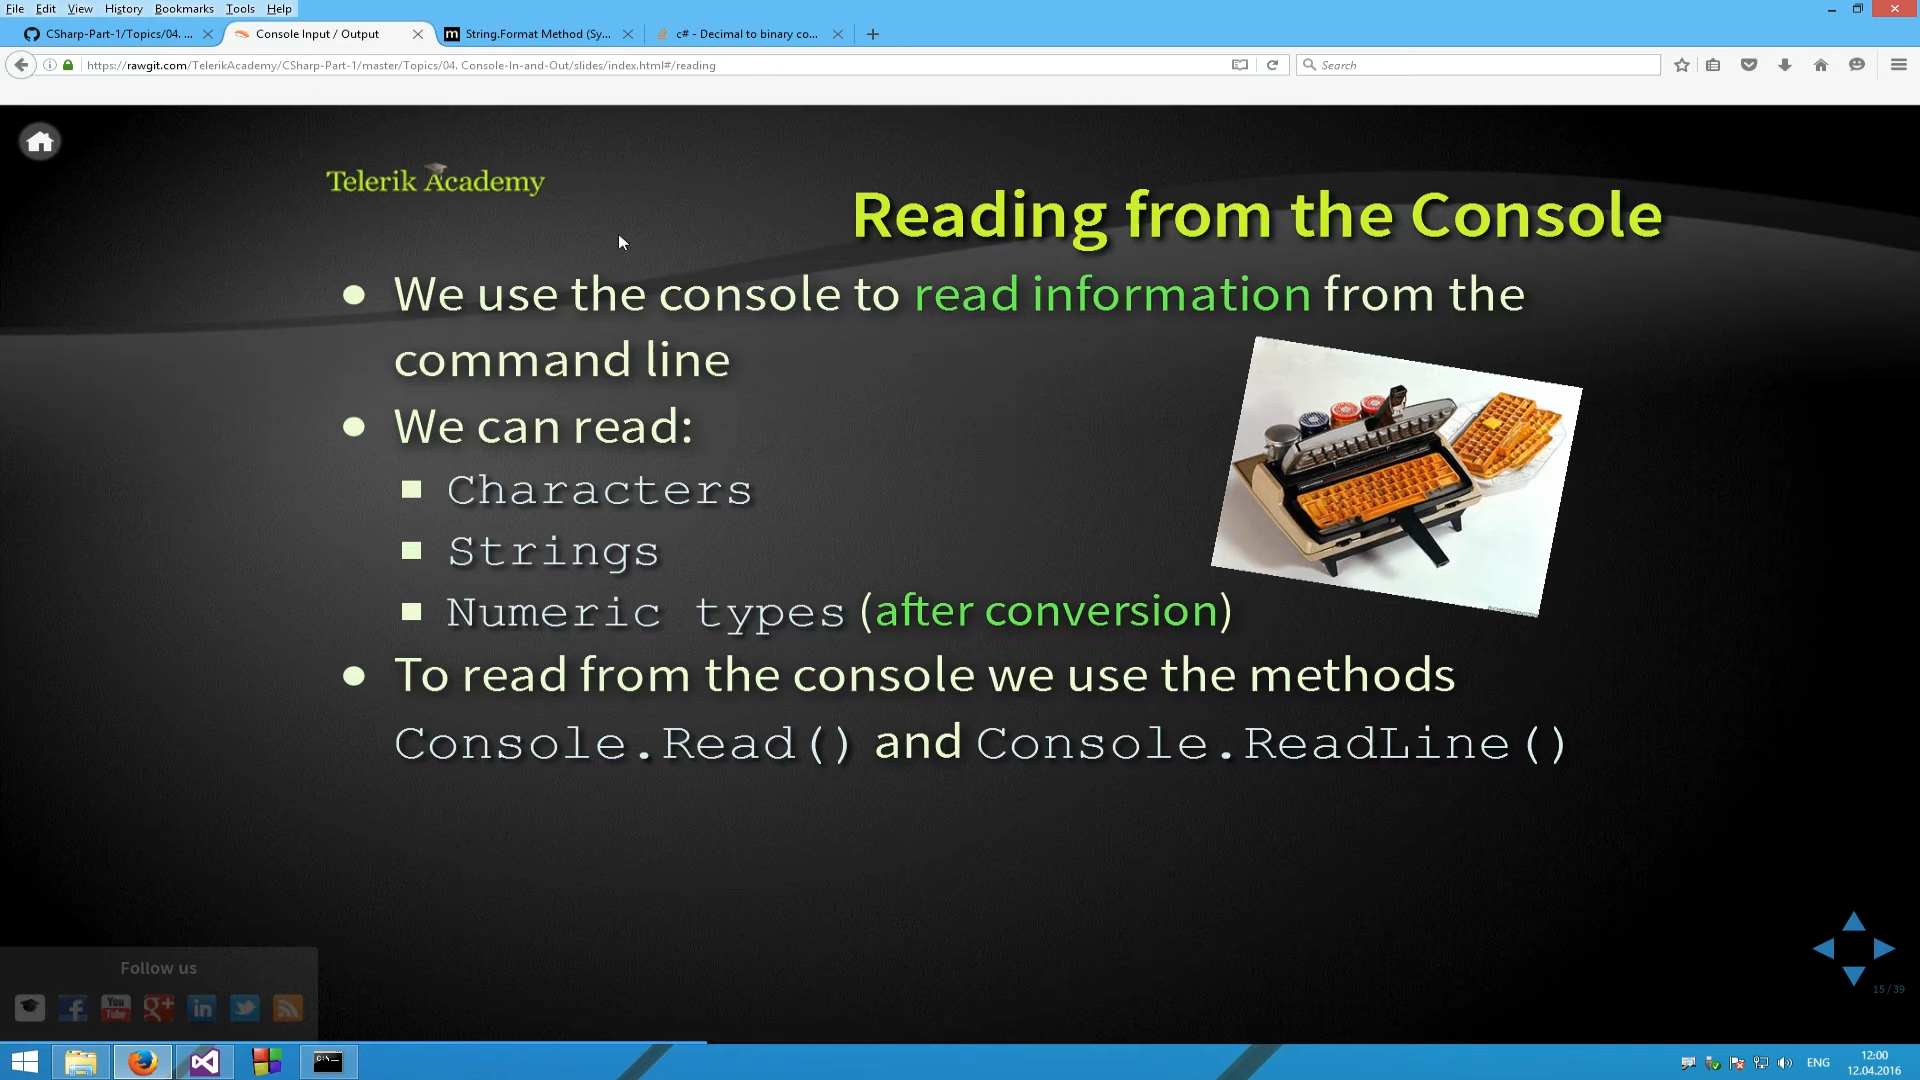 File Edit View History Bookmarks Tools Help
CSharp-Part-1/Topics/04. ... Console Input / Output String.Format Method (Sy... c# - Decimal to binary co...
https://rawgit.com/TelerikAcademy/CSharp-Part-1/master/Topics/04. Console-In-and-Out/slides/index.html#/reading Search
Telerik Academy
Reading from the Console
We use the console to read information from the
command line
We can read:
Characters
Strings
Numeric types (after conversion)
To read from the console we use the methods
Console.Read() and Console.ReadLine()
15 / 39
Follow us
You
Tube
g+
in
ENG
12:00
12.04.2016